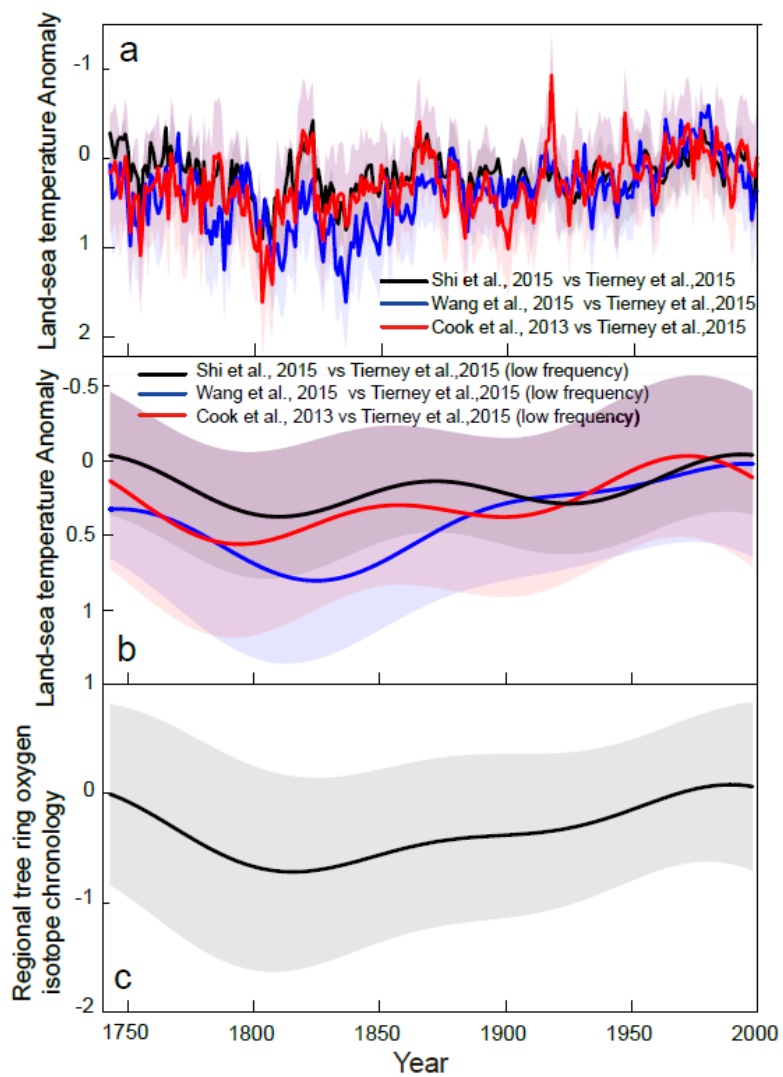 a
Land-sea temperature Anomaly
-1
0
1
2
Shi et al., 2015 vs Tierney et al.,2015
Wang et al., 2015 vs Tierney et al.,2015
Cook et al., 2013 vs Tierney et al.,2015
b
Land-sea temperature Anomaly
-0.5
0
0.5
1
1
Shi et al., 2015 vs Tierney et al.,2015 (low frequency)
Wang et al., 2015 vs Tierney et al.,2015 (low frequency)
Cook et al., 2013 vs Tierney et al.,2015 (low frequency)
c
Regional tree ring oxygen
isotope chronology
0
-1
-2
1750 1800 1850 1900 1950 2000
Year